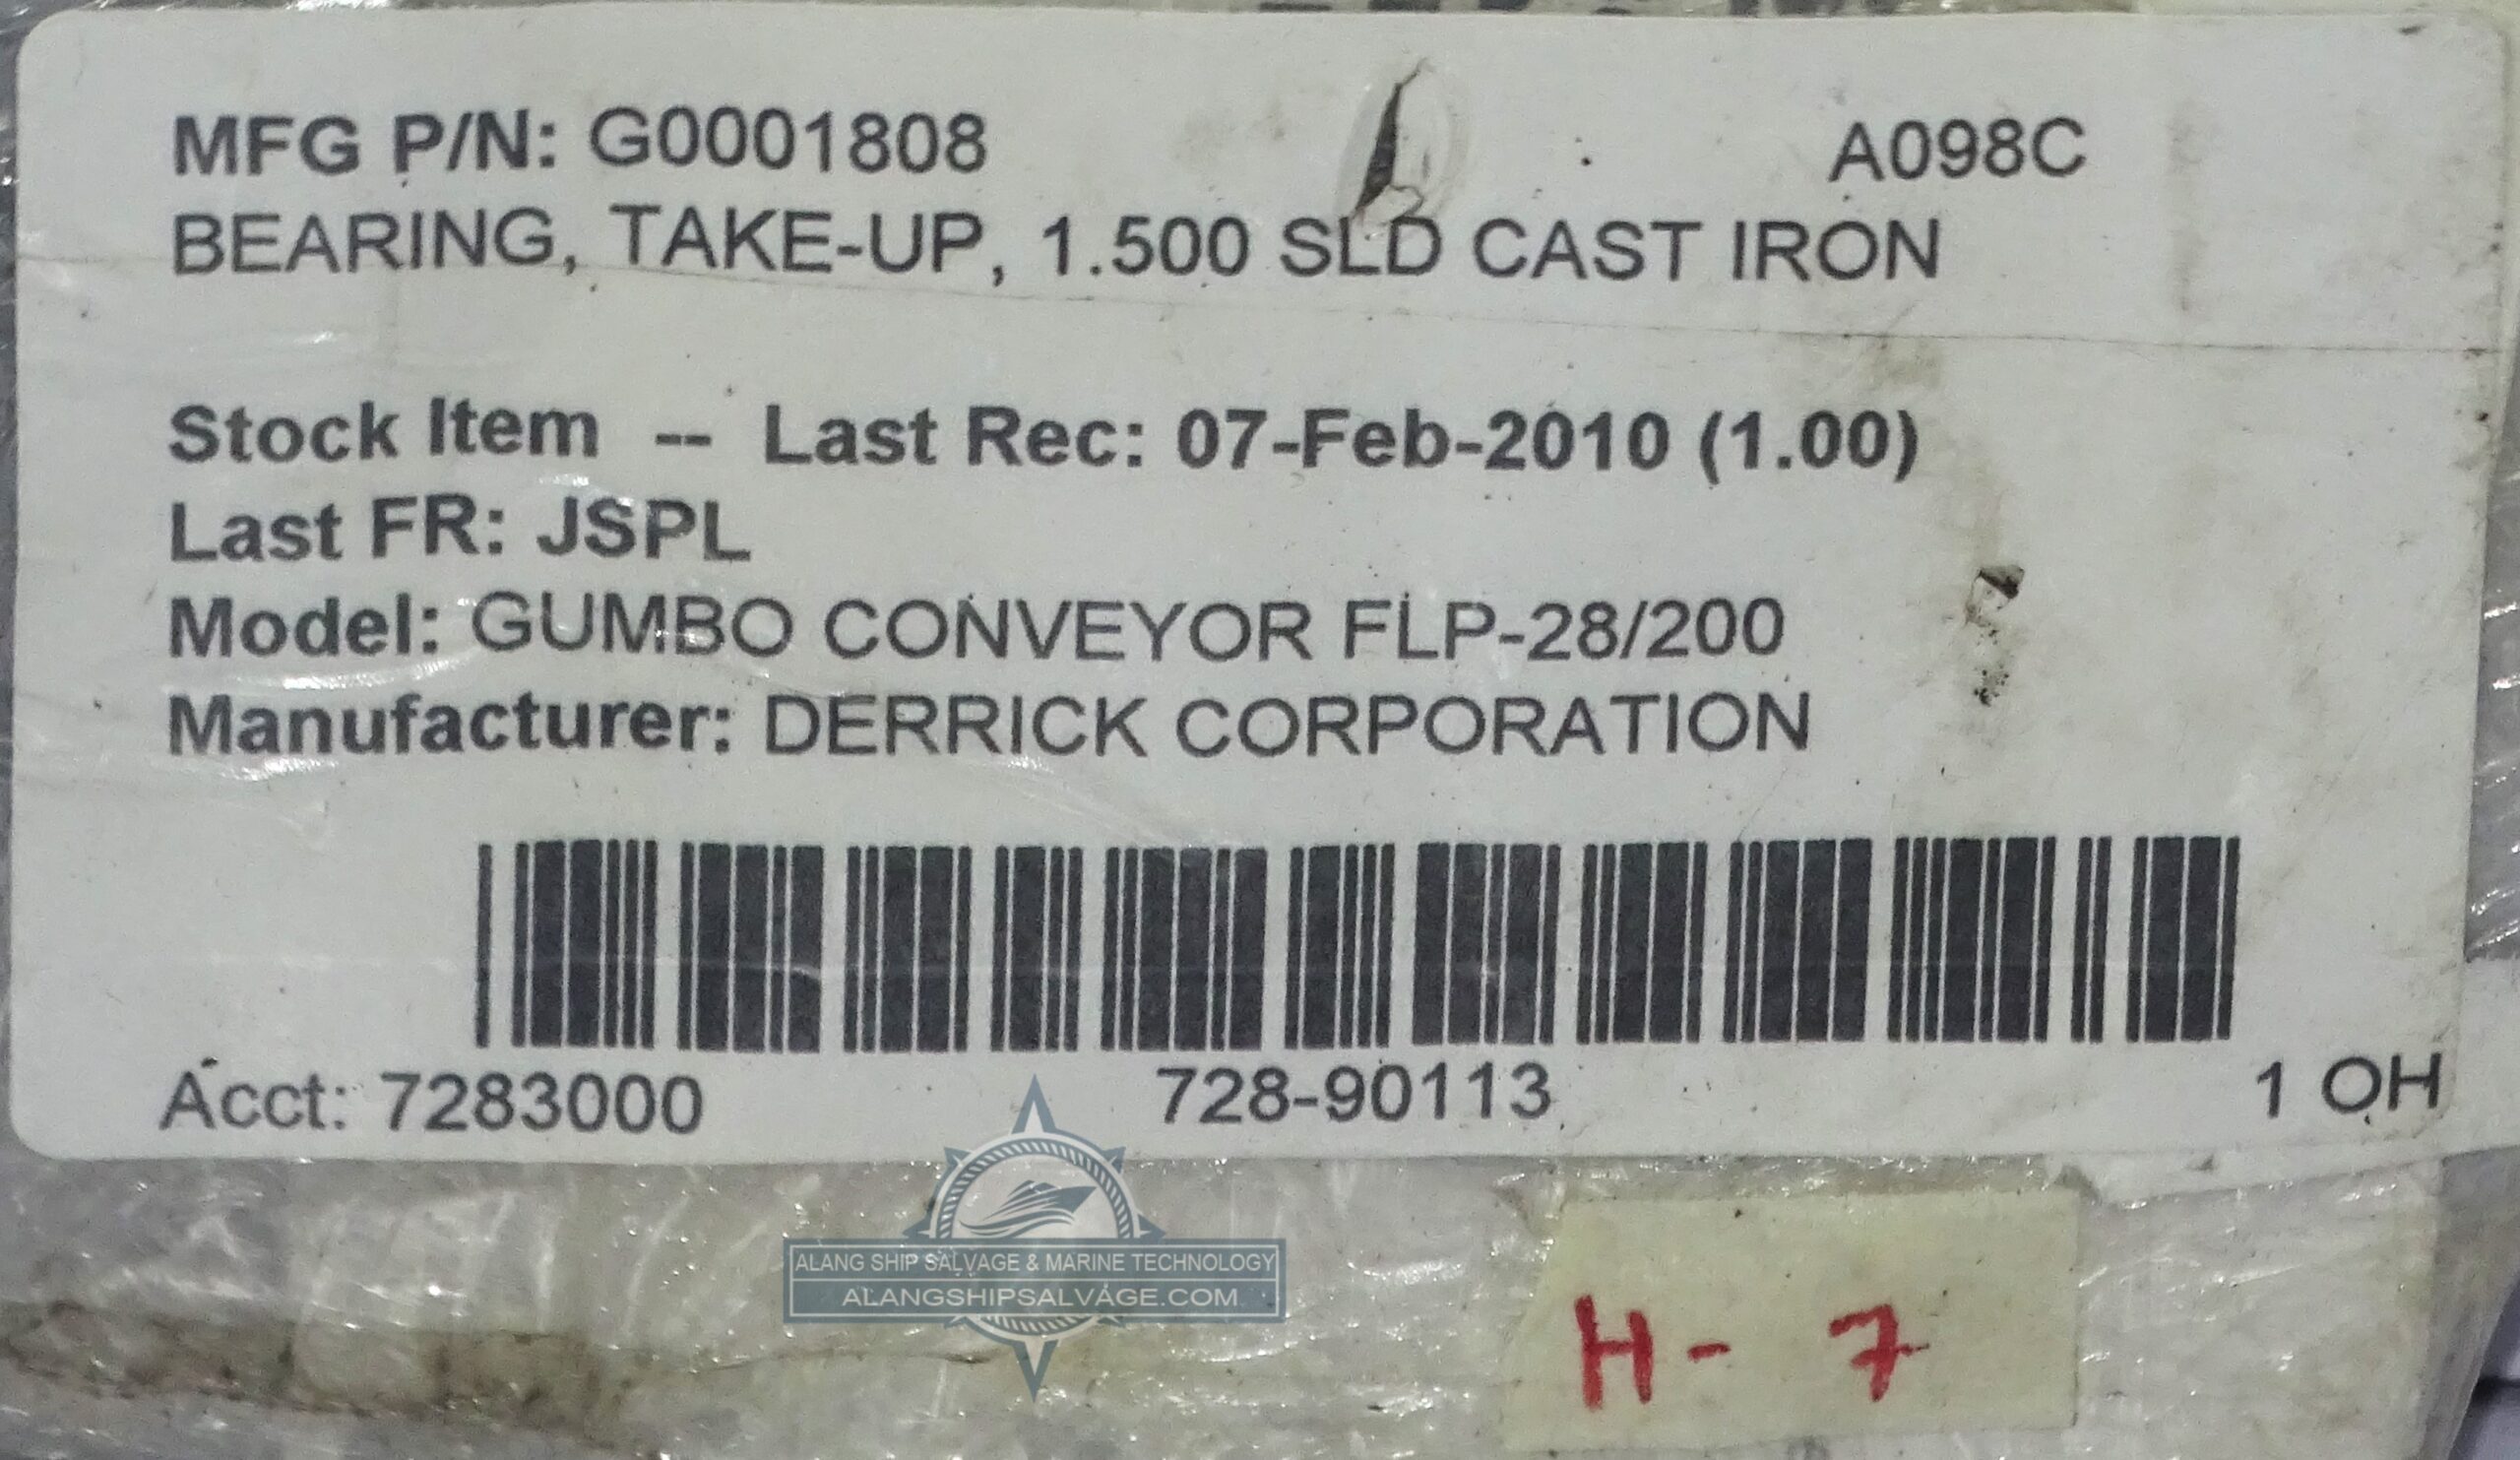 MFG P/N: G0001808 A098C
BEARING, TAKE-UP, 1.500 SLD CAST IRON
Stock Item -- Last Rec: 07-Feb-2010 (1.00)
Last FR: JSPL
Model: GUMBO CONVEYOR FLP-28/200
Manufacturer: DERRICK CORPORATION
Acct: 7283000 728-90113 1 OH
ALANG SHIP SALVAGE & MARINE TECHNOLOGY
ALANGSHIPSALVAGE.COM
H- 7